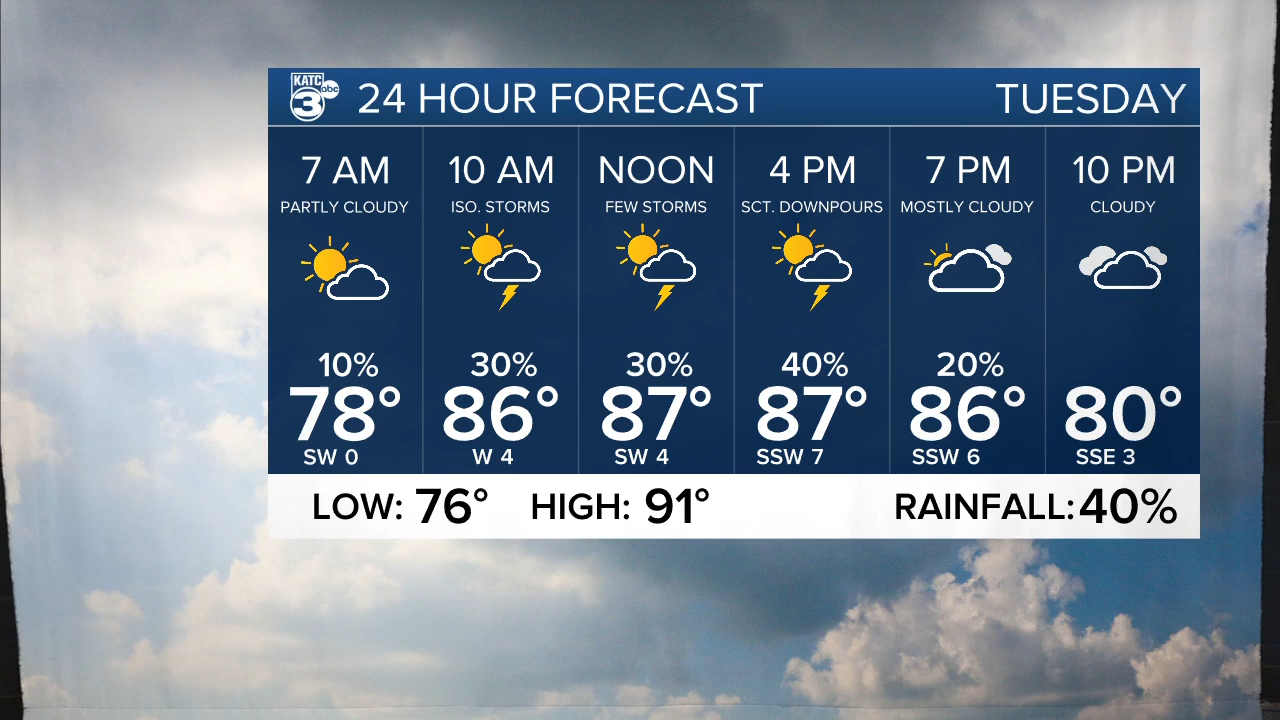 KATC
abc
3
24 HOUR FORECAST
TUESDAY
7 AM
PARTLY CLOUDY
10%
78°
SW 0
10 AM
ISO. STORMS
30%
86°
W 4
NOON
FEW STORMS
30%
87°
SW 4
4 PM
SCT. DOWNPOURS
40%
87°
SSW 7
7 PM
MOSTLY CLOUDY
20%
86°
SSW 6
10 PM
CLOUDY
80°
SSE 3
LOW: 76° HIGH: 91° RAINFALL: 40%